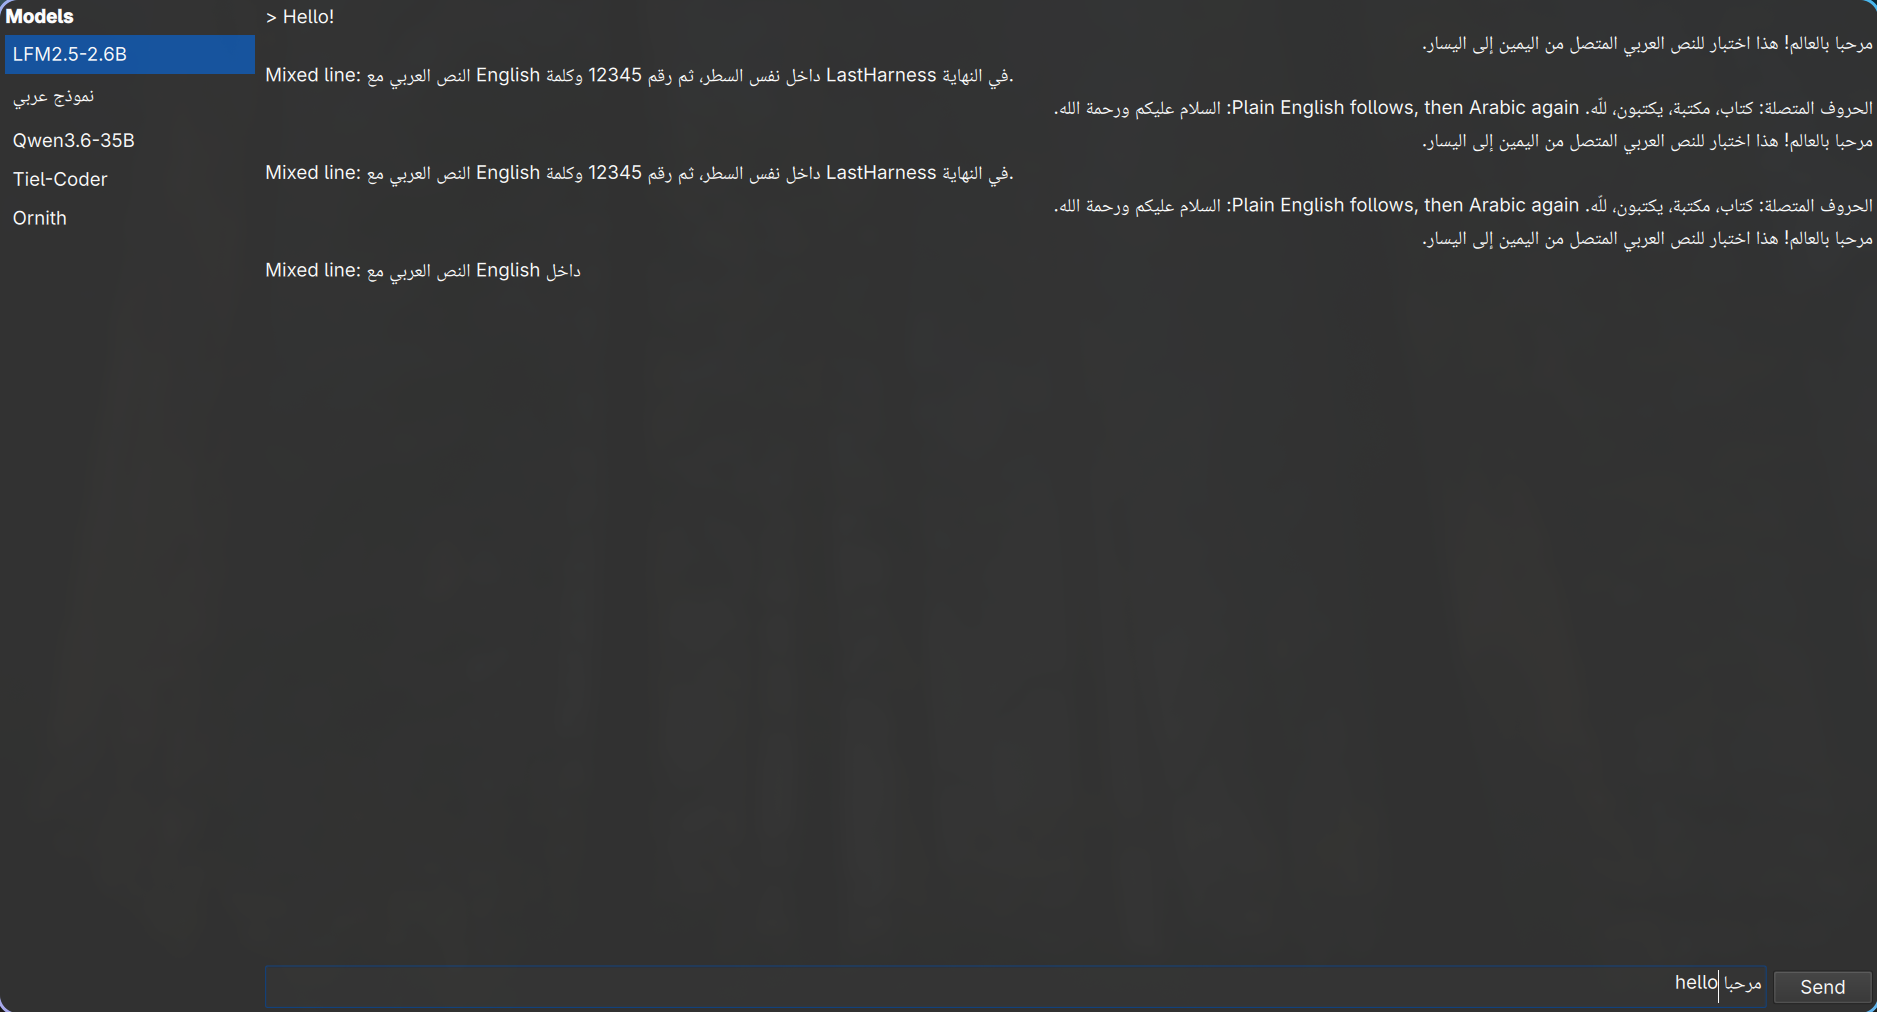 Models
LFM2.5-2.6B
نموذج عربي
Qwen3.6-35B
Tiel-Coder
Ornith
> Hello!
مرحبا بالعالم! هذا اختبار للنص العربي المتصل من اليمين إلى اليسار.
Mixed line: النص العربي مع English داخل نفس السطر، ثم رقم 12345 وكلمة LastHarness في النهاية.
الحروف المتصلة: كتاب، مكتبة، يكتبون، للّه. Plain English follows, then Arabic again: السلام عليكم ورحمة الله.
مرحبا بالعالم! هذا اختبار للنص العربي المتصل من اليمين إلى اليسار.
Mixed line: النص العربي مع English داخل نفس السطر، ثم رقم 12345 وكلمة LastHarness في النهاية.
الحروف المتصلة: كتاب، مكتبة، يكتبون، للّه. Plain English follows, then Arabic again: السلام عليكم ورحمة الله.
مرحبا بالعالم! هذا اختبار للنص العربي المتصل من اليمين إلى اليسار.
Mixed line: النص العربي مع English داخل
مرحبا hello
Send